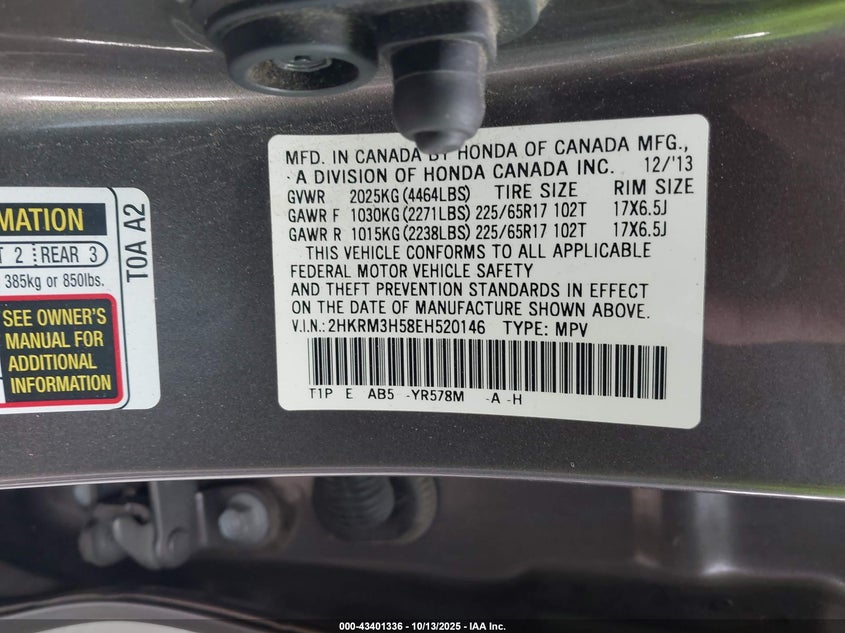 MFD. IN CANADA BY HONDA OF CANADA MFG.,
A DIVISION OF HONDA CANADA INC. 12/'13
GVWR 2025KG(4464LBS) TIRE SIZE RIM SIZE
GAWR F 1030KG(2271LBS) 225/65R17 102T 17X6.5J
GAWR R 1015KG(2238LBS) 225/65R17 102T 17X6.5J
THIS VEHICLE CONFORMS TO ALL APPLICABLE
FEDERAL MOTOR VEHICLE SAFETY
AND THEFT PREVENTION STANDARDS IN EFFECT
ON THE DATE OF MANUFACTURE SHOWN ABOVE.
V.I.N.: 2HKRM3H58EH520146 TYPE: MPV
T1P E AB5 -YR578M -A -H
MATION
2 REAR 3
385kg or 850lbs.
SEE OWNER'S
MANUAL FOR
ADDITIONAL
INFORMATION
T0A A2
000-43401336 - 10/13/2025 - IAA Inc.